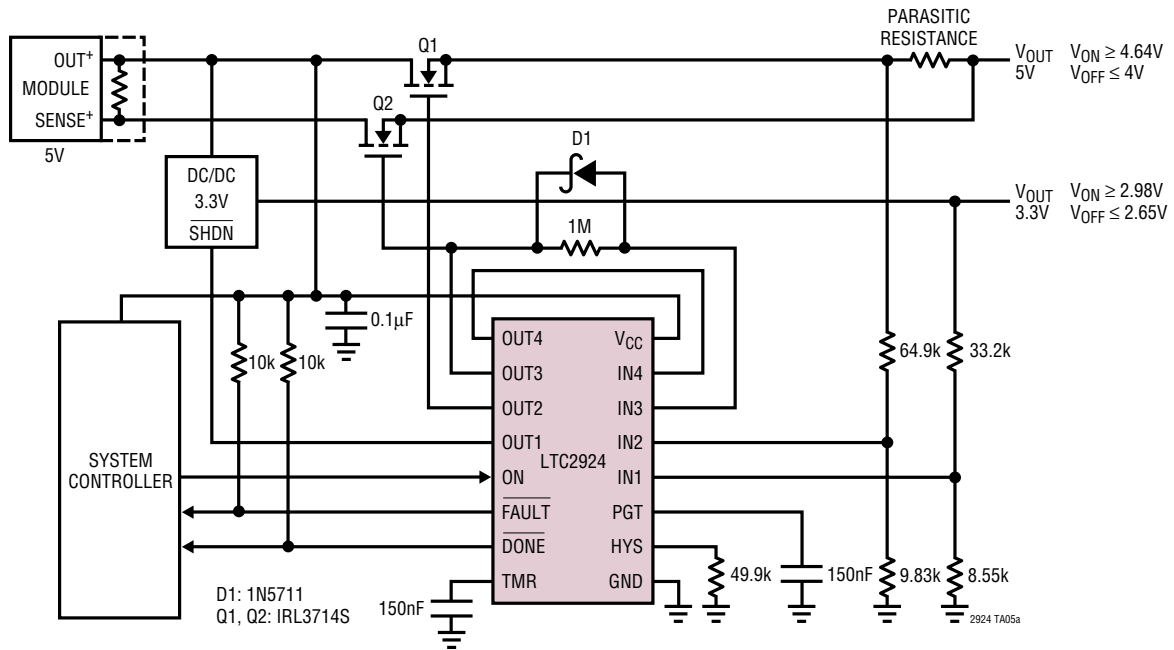 PARASITIC
RESISTANCE
Q1
OUT+
VOUT VON ≥ 4.64V
5V VOFF ≤ 4V
MODULE
Q2
SENSE+
5V
D1
DC/DC
3.3V
SHDN
VOUT VON ≥ 2.98V
3.3V VOFF ≤ 2.65V
1M
0.1µF
10k
10k
64.9k
33.2k
OUT4
VCC
OUT3
IN4
OUT2
IN3
OUT1
IN2
LTC2924
ON
IN1
FAULT
PGT
DONE
HYS
TMR
GND
SYSTEM
CONTROLLER
49.9k
150nF
9.83k
8.55k
D1: 1N5711
Q1, Q2: IRL3714S
150nF
2924 TA05a